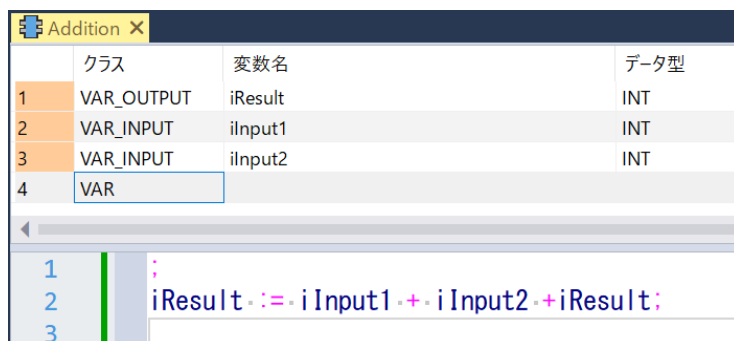 Addition
クラス 変数名 データ型
1 VAR_OUTPUT iResult INT
2 VAR_INPUT iInput1 INT
3 VAR_INPUT iInput2 INT
4 VAR
1 ;
2 iResult := iInput1 + iInput2 +iResult;
3